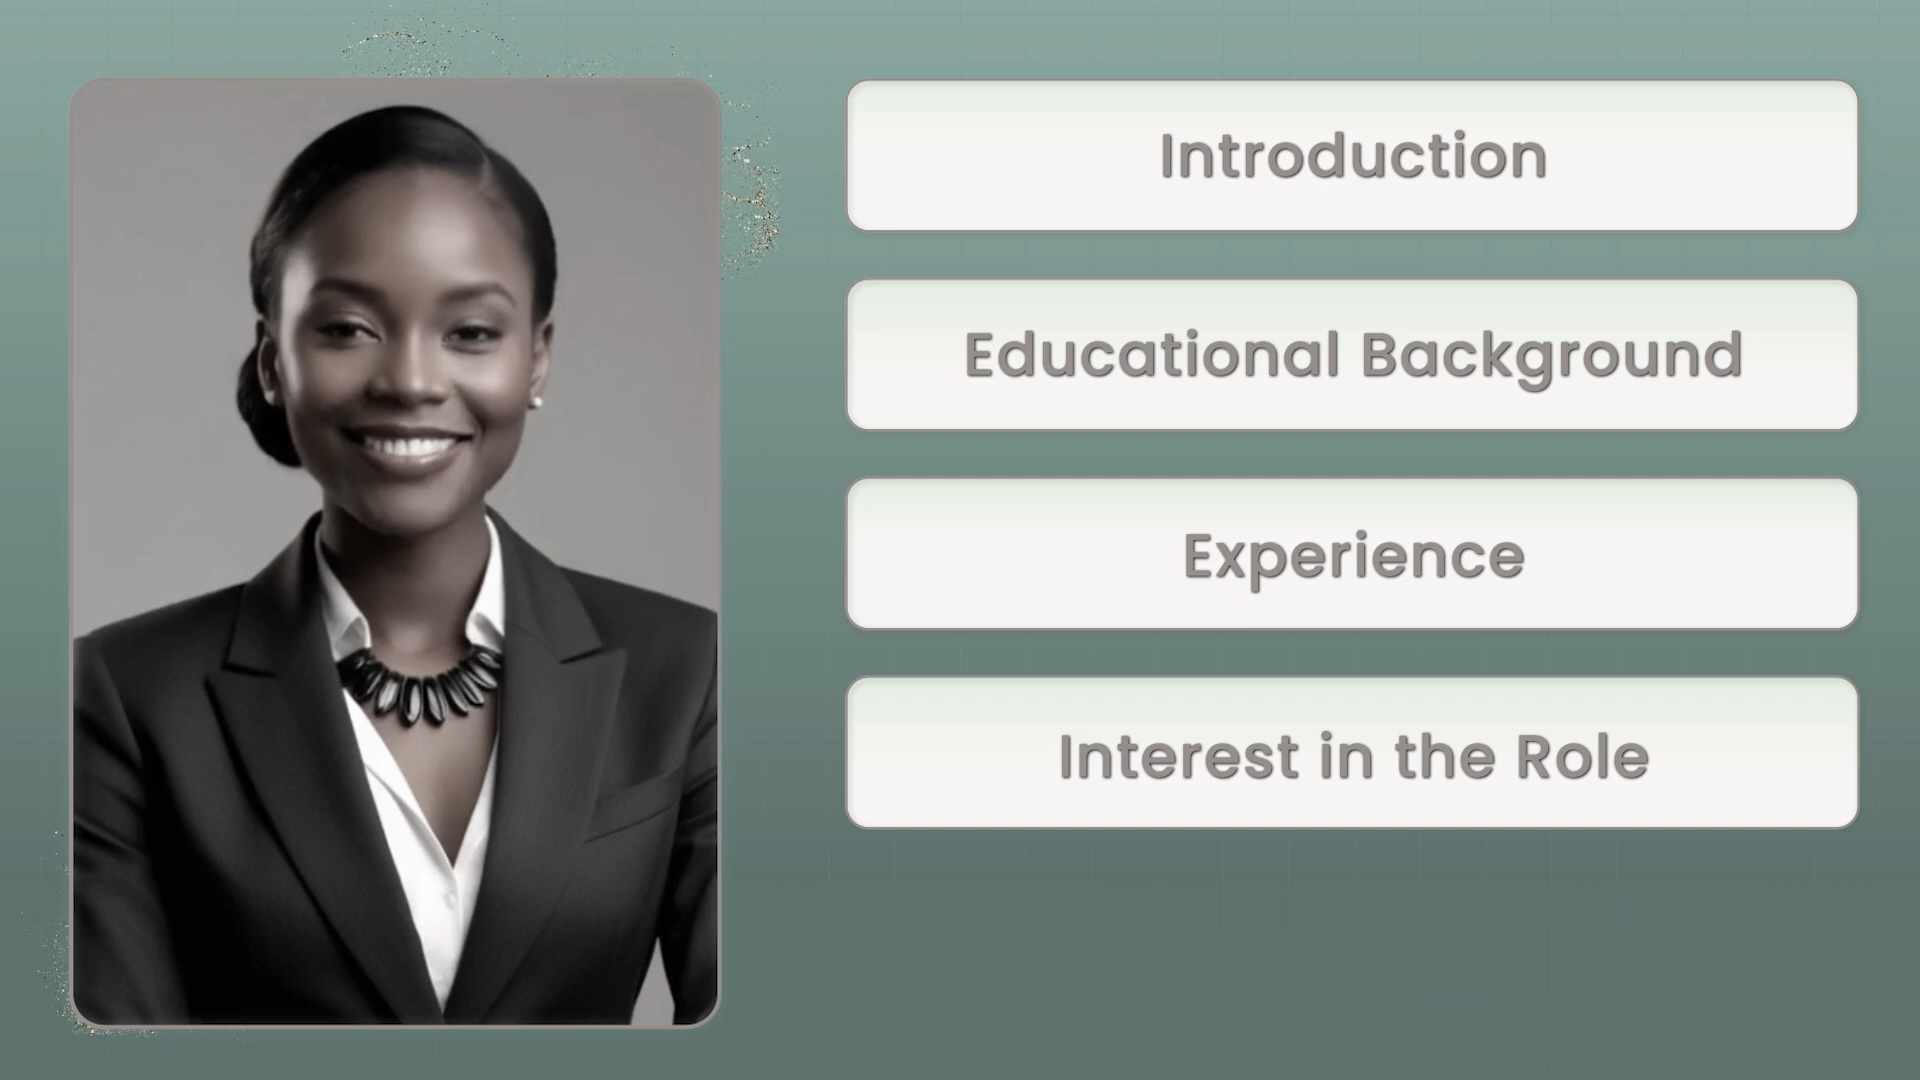 Introduction
Educational Background
Experience
Interest in the Role